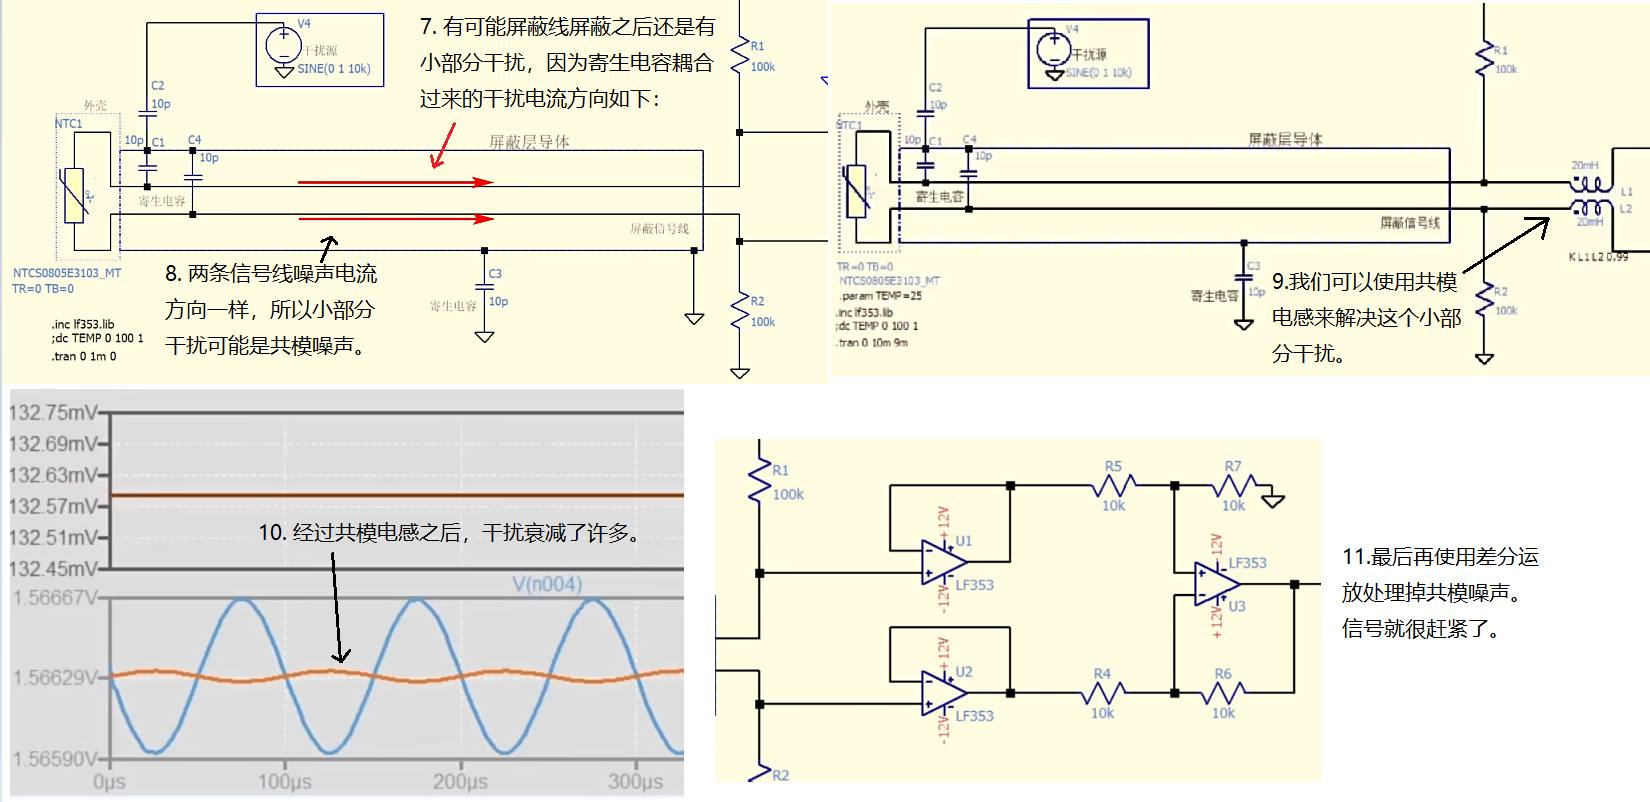 V4
干扰源
SINE(0 1 10k)
7. 有可能屏蔽线屏蔽之后还是有
小部分干扰，因为寄生电容耦合
过来的干扰电流方向如下：
R1
100k
C2
10p
外壳
NTC1
10p
C1
C4
10p
屏蔽层导体
寄生电容
屏蔽信号线
8. 两条信号线噪声电流
方向一样，所以小部分
干扰可能是共模噪声。
NTCS0805E3103_MT
TR=0 TB=0
C3
10p
寄生电容
R2
100k
.inc lf353.lib
;dc TEMP 0 100 1
.tran 0 1m 0
V4
干扰源
SINE(0 1 10k)
R1
100k
C2
10p
外壳
NTC1
10p
C1
C4
10p
屏蔽层导体
寄生电容
屏蔽信号线
20mH
L1
L2
20mH
K L1 L2 0.99
TR=0 TB=0
NTCS0805E3103_MT
.param TEMP=25
.inc lf353.lib
;dc TEMP 0 100 1
.tran 0 10m 9m
C3
10p
寄生电容
R2
100k
9.我们可以使用共模
电感来解决这个小部
分干扰。
132.75mV
132.69mV
132.63mV
132.57mV
132.51mV
132.45mV
10. 经过共模电感之后，干扰衰减了许多。
V(n004)
1.56667V
1.56629V
1.56590V
0µs
100µs
200µs
300µs
R1
100k
R5
10k
R7
10k
+12V
U1
LF353
-12V
-12V
LF353
U3
+12V
+12V
U2
LF353
-12V
R4
10k
R6
10k
R2
11.最后再使用差分运
放处理掉共模噪声。
信号就很赶紧了。